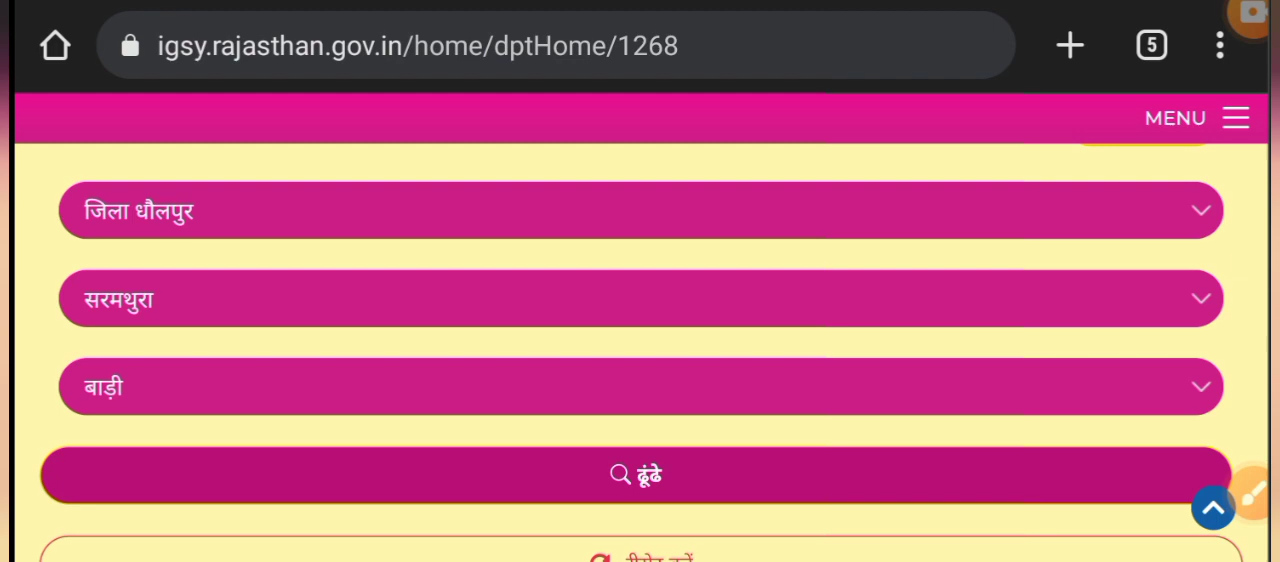 igsy.rajasthan.gov.in/home/dptHome/1268
5
MENU
जिला धौलपुर
सरमथुरा
बाड़ी
ढूंढे